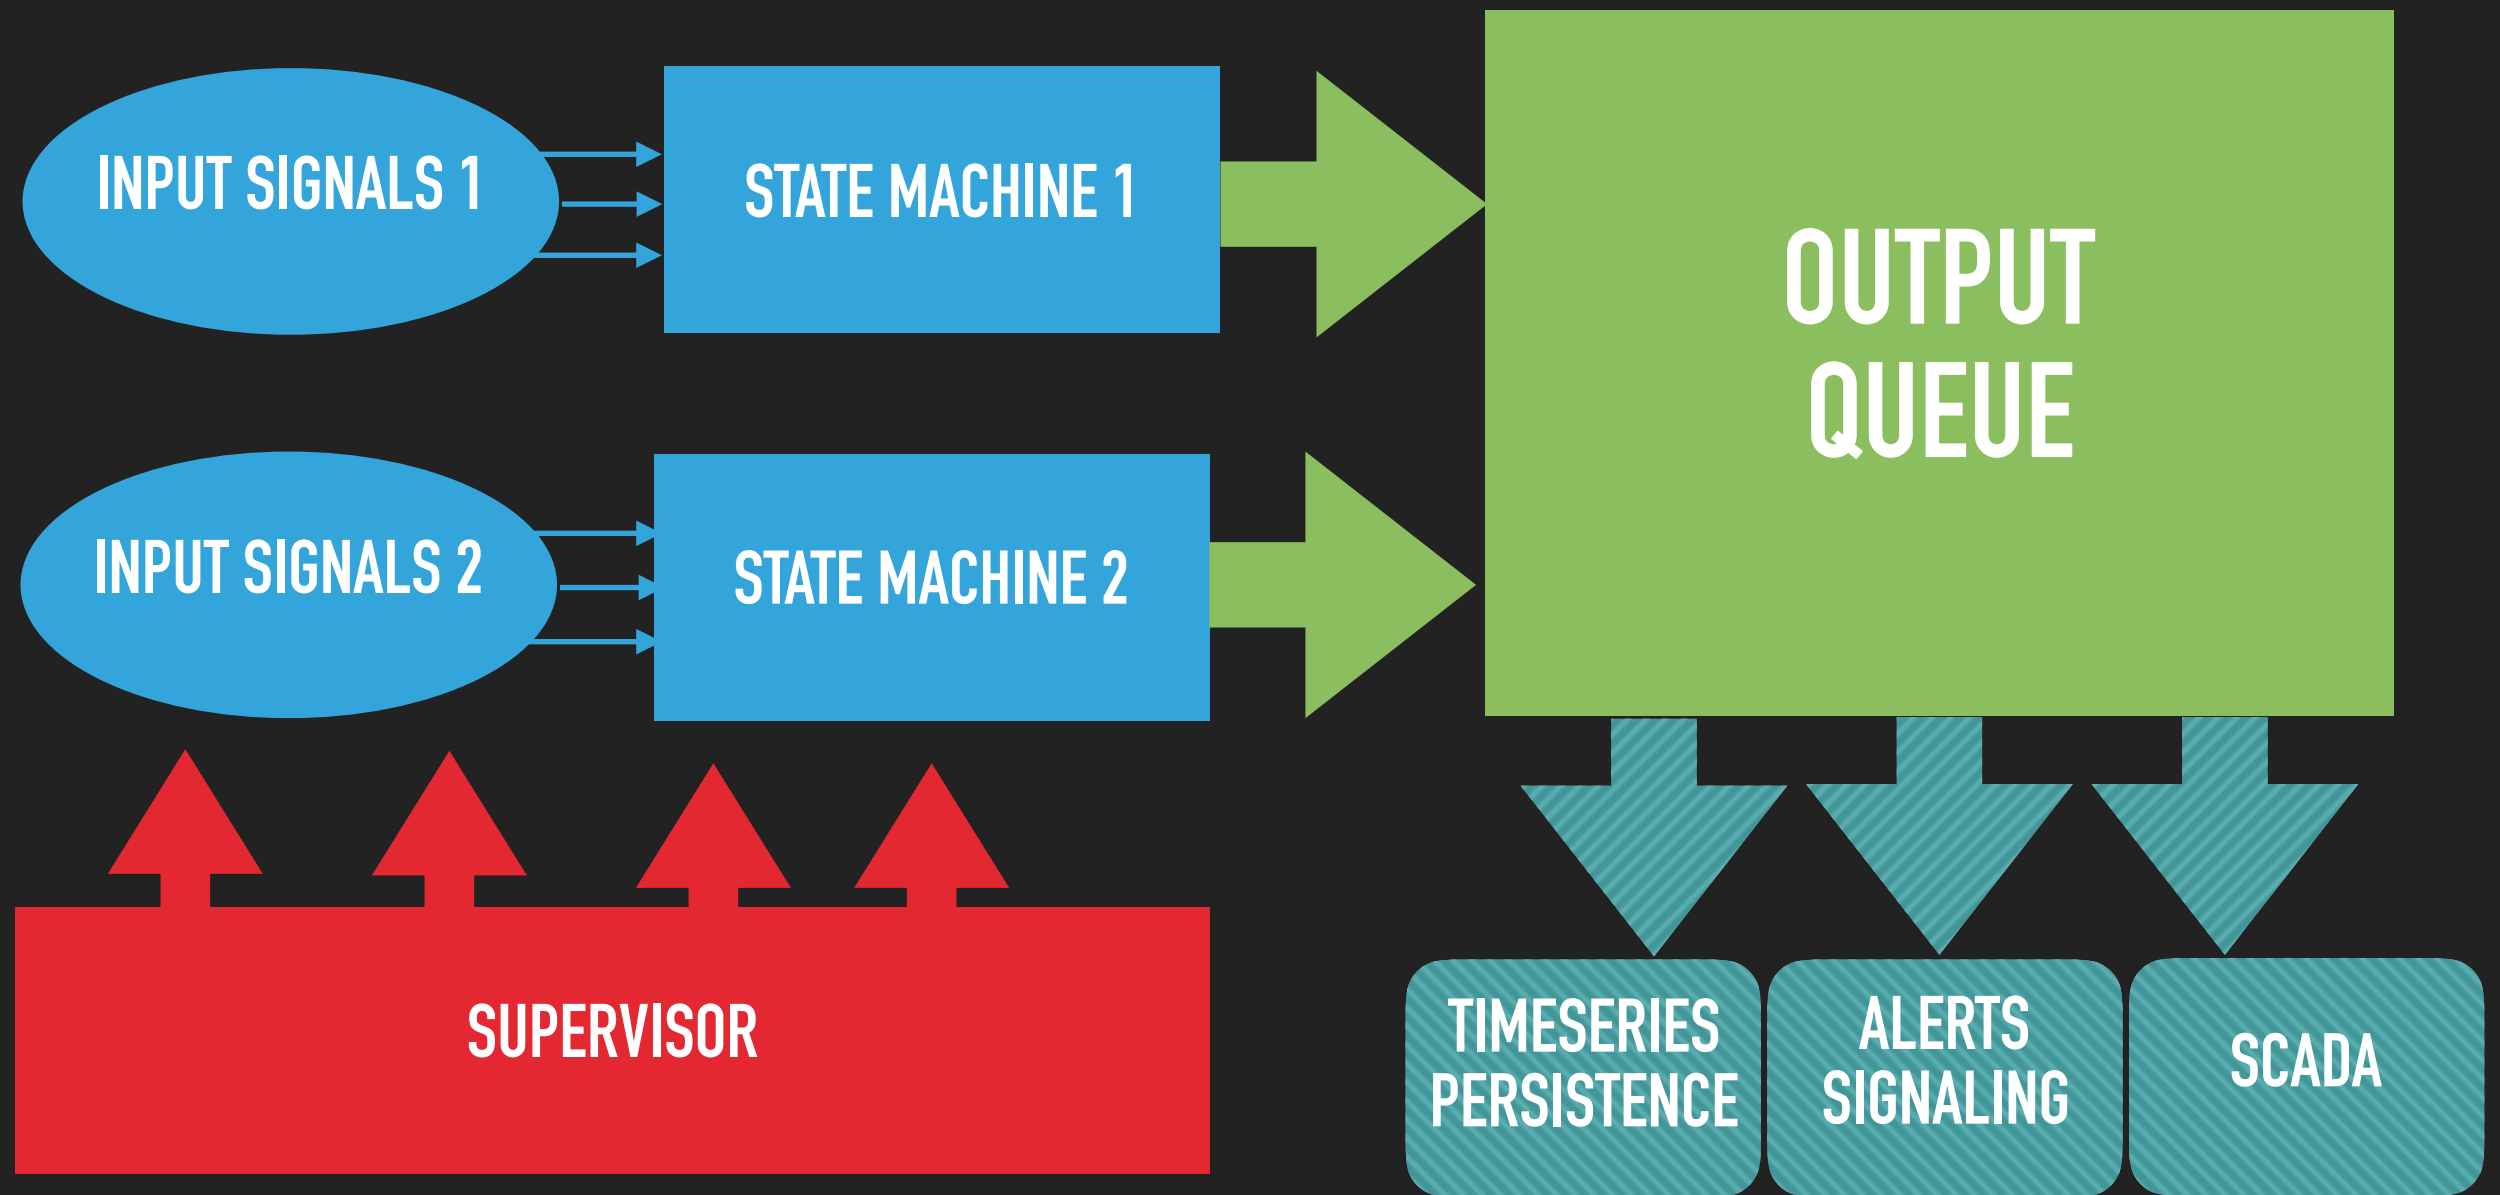 INPUT SIGNALS 1
STATE MACHINE 1
OUTPUT
QUEUE
INPUT SIGNALS 2
STATE MACHINE 2
SUPERVISOR
TIMESERIES
PERSISTENCE
ALERTS
SIGNALING
SCADA